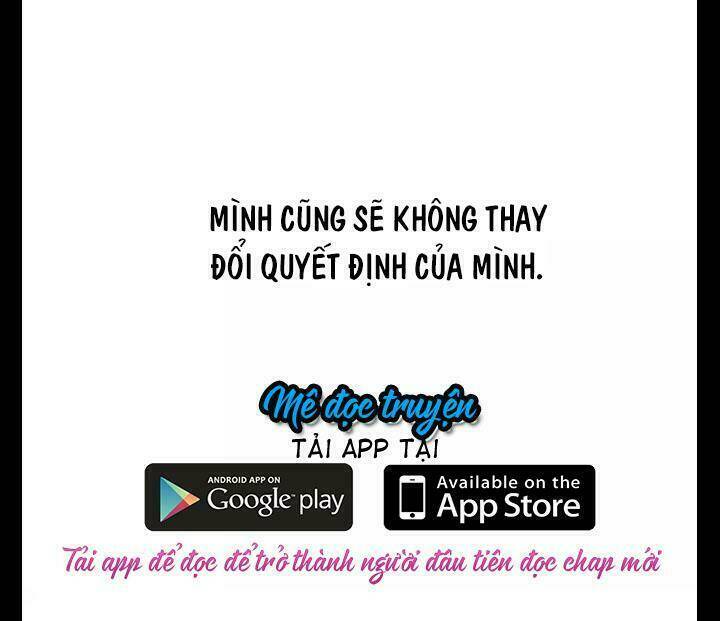 MÌNH CŨNG SẼ KHÔNG THAY
ĐỔI QUYẾT ĐỊNH CỦA MÌNH.
Mê đọc truyện
TẢI APP TẠI
ANDROID APP ON
Google play
Available on the
App Store
Tải app để đọc để trở thành người đâu tiên đọc chap mới